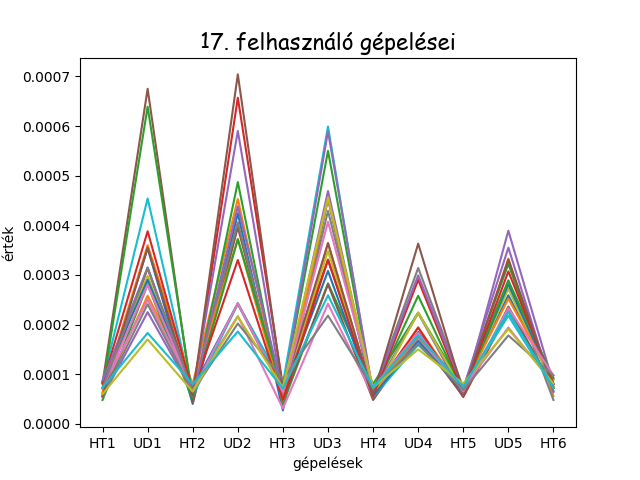 17. felhasználó gépelései
érték
0.0007
0.0006
0.0005
0.0004
0.0003
0.0002
0.0001
0.0000
HT1 UD1 HT2 UD2 HT3 UD3 HT4 UD4 HT5 UD5 HT6
gépelések